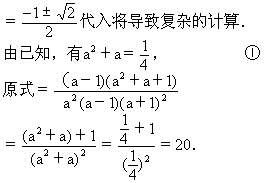 = (-1±√2)/2 代入将导致复杂的计算.
由已知，有a²+a=1/4， ①
原式= (a-1)(a²+a+1) / a²(a-1)(a+1)²
= ((a²+a)+1)/(a²+a)² = (1/4+1)/(1/4)² =20.